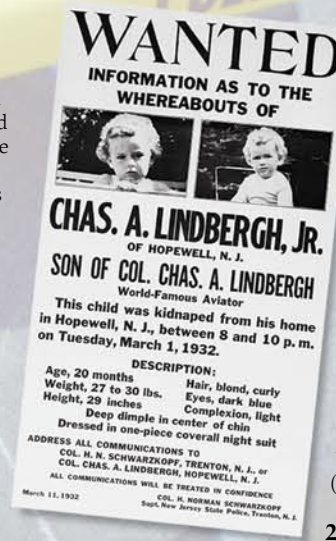 WANTED
INFORMATION AS TO THE
WHEREABOUTS OF
CHAS. A. LINDBERGH, JR.
OF HOPEWELL, N. J.
SON OF COL. CHAS. A. LINDBERGH
World-Famous Aviator
This child was kidnaped from his home
in Hopewell, N. J., between 8 and 10 p. m.
on Tuesday, March 1, 1932.
DESCRIPTION:
Age, 20 months
Weight, 27 to 30 lbs.
Height, 29 inches
Hair, blond, curly
Eyes, dark blue
Complexion, light
Deep dimple in center of chin
Dressed in one-piece coverall night suit
ADDRESS ALL COMMUNICATIONS TO
COL. H. N. SCHWARZKOPF, TRENTON, N. J., or
COL. CHAS. A. LINDBERGH, HOPEWELL, N. J.
ALL COMMUNICATIONS WILL BE TREATED IN CONFIDENCE
March 11, 1932
COL. H. NORMAN SCHWARZKOPF
Supt. New Jersey State Police, Trenton, N. J.
(
2